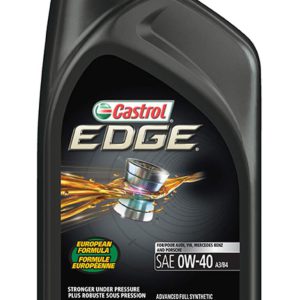 Castrol
EDGE
EUROPEAN
FORMULA
FORMULE
EUROPÉENNE
FOR/POUR AUDI, VW, MERCEDES-BENZ
AND PORSCHE
SAE 0W-40 A3/B4
STRONGER UNDER PRESSURE
PLUS ROBUSTE SOUS PRESSION
ADVANCED FULL SYNTHETIC